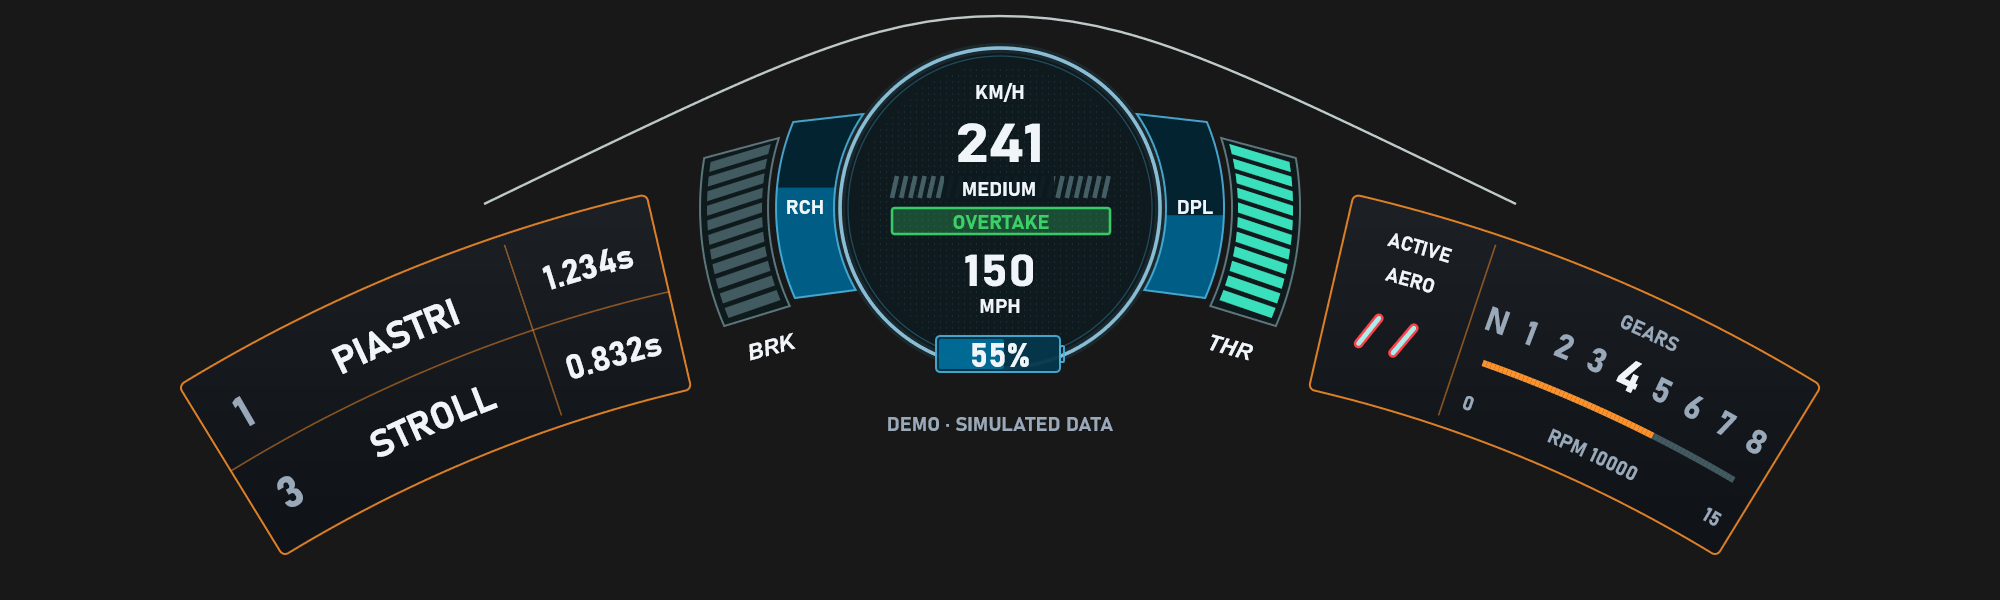 KM/H
241
MEDIUM
OVERTAKE
150
MPH
55%
RCH
DPL
BRK
THR
1 PIASTRI 1.234s
3 STROLL 0.832s
ACTIVE
AERO
GEARS
N 1 2 3 4 5 6 7 8
0
RPM 10000
15
DEMO · SIMULATED DATA